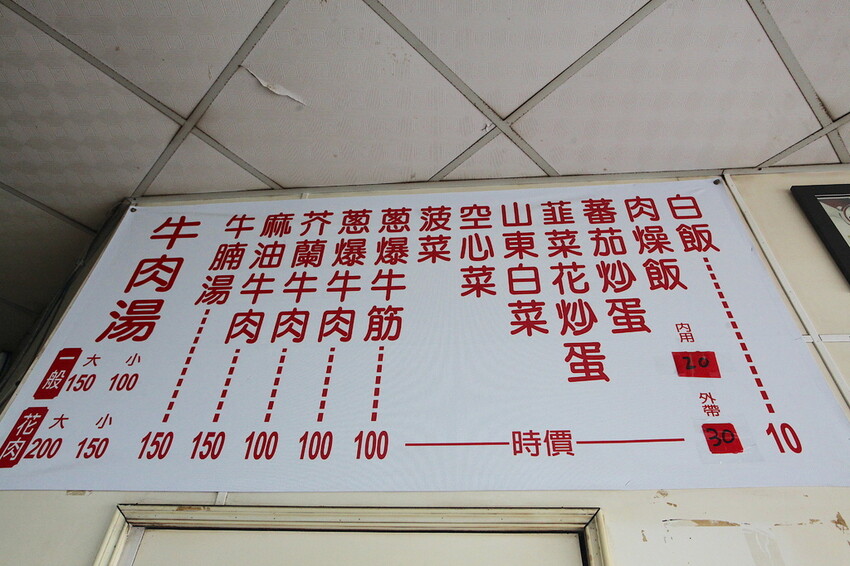 牛肉湯
一般
大 小
150 100
花肉
大 小
200 150
牛腩湯 150
麻油牛肉 150
芥蘭牛肉 100
蔥爆牛肉 100
蔥爆牛筋 100
菠菜
空心菜
山東白菜
韭菜花炒蛋
蕃茄炒蛋
時價
肉燥飯
內用
20
外帶
30
白飯 10